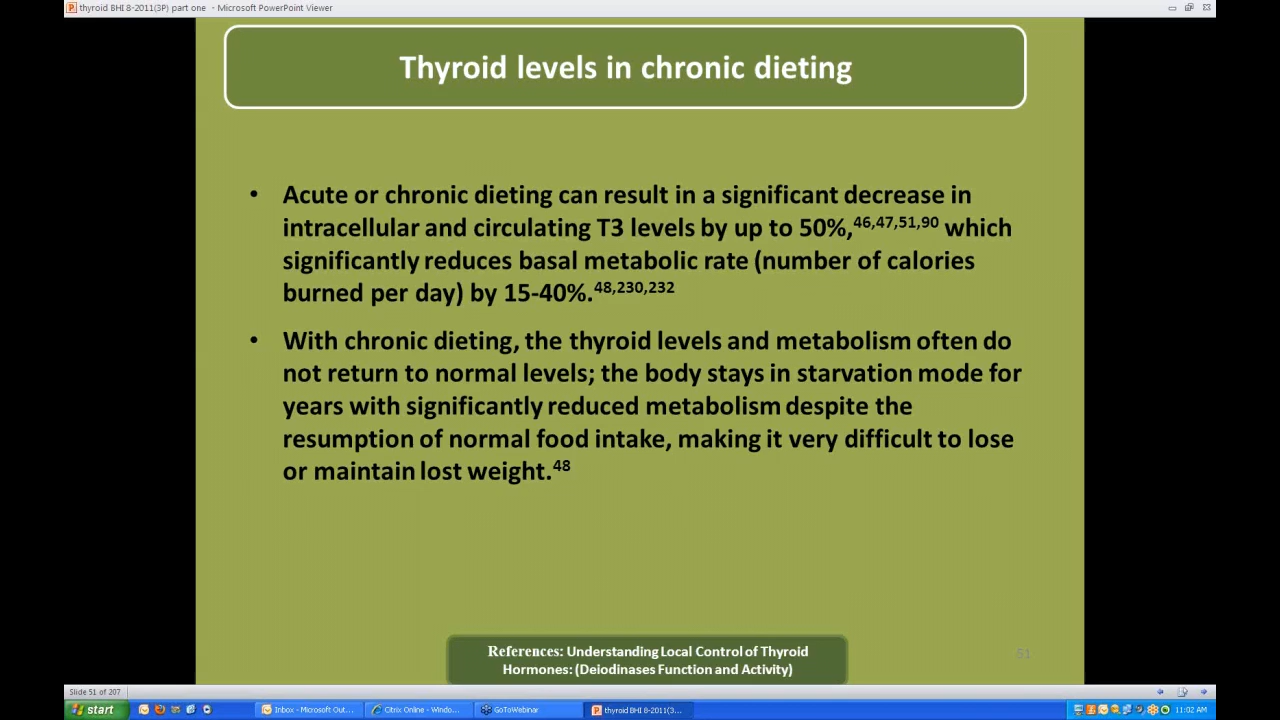 thyroid BHI 8-2011(3P) part one - Microsoft PowerPoint Viewer
Thyroid levels in chronic dieting
• Acute or chronic dieting can result in a significant decrease in
intracellular and circulating T3 levels by up to 50%,46,47,51,90 which
significantly reduces basal metabolic rate (number of calories
burned per day) by 15-40%.48,230,232
• With chronic dieting, the thyroid levels and metabolism often do
not return to normal levels; the body stays in starvation mode for
years with significantly reduced metabolism despite the
resumption of normal food intake, making it very difficult to lose
or maintain lost weight.48
References: Understanding Local Control of Thyroid
Hormones: (Deiodinases Function and Activity)
51
Slide 51 of 207
start Inbox - Microsoft Out... Citrix Online - Windo... GoToWebinar thyroid BHI 8-2011(3... 11:02 AM